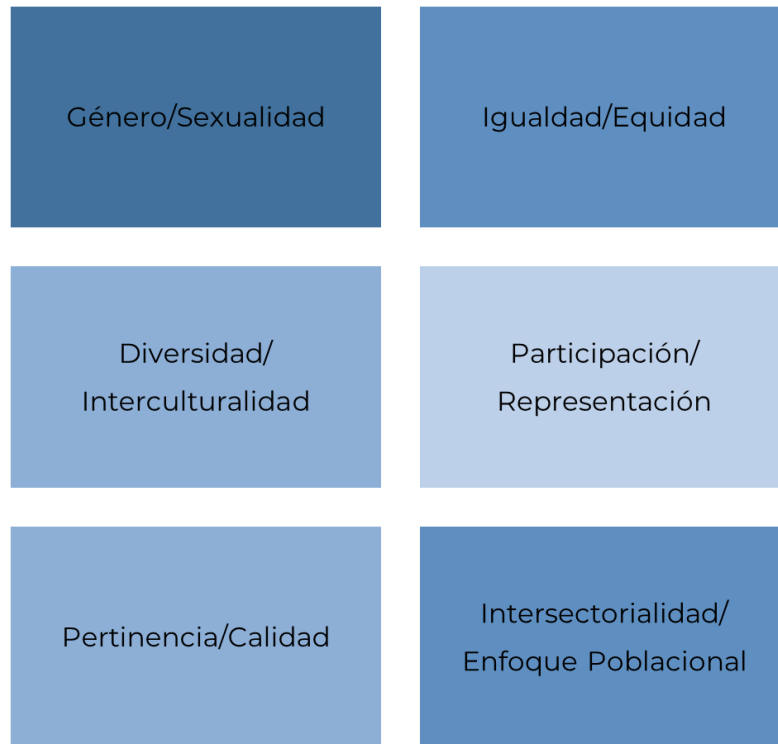 Género/Sexualidad
Igualdad/Equidad
Diversidad/
Interculturalidad
Participación/
Representación
Pertinencia/Calidad
Intersectorialidad/
Enfoque Poblacional